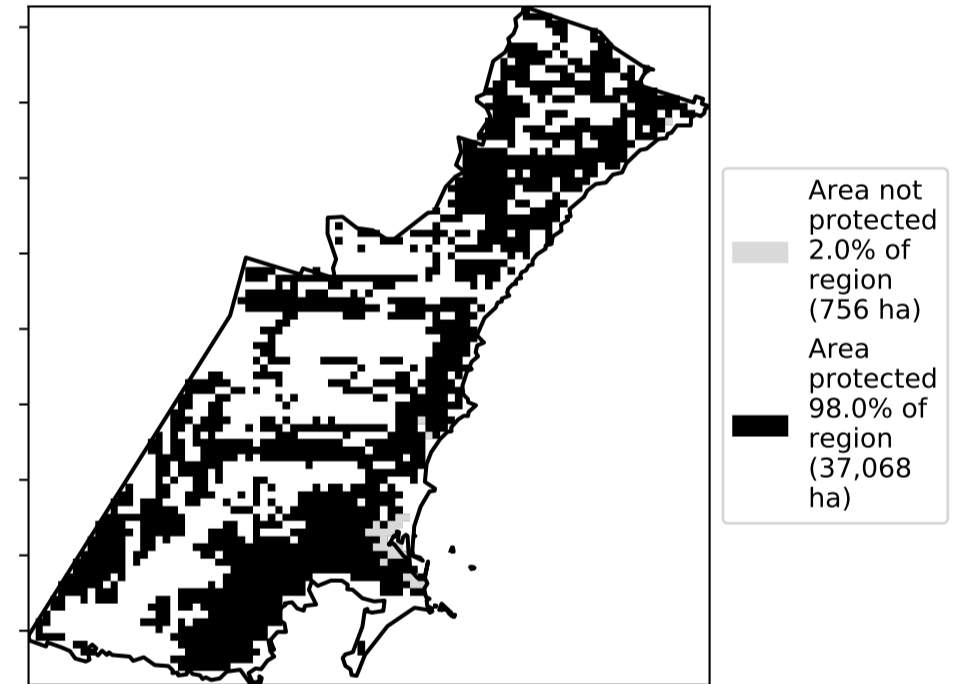 Area not
protected
2.0% of
region
(756 ha)
Area
protected
98.0% of
region
(37,068
ha)